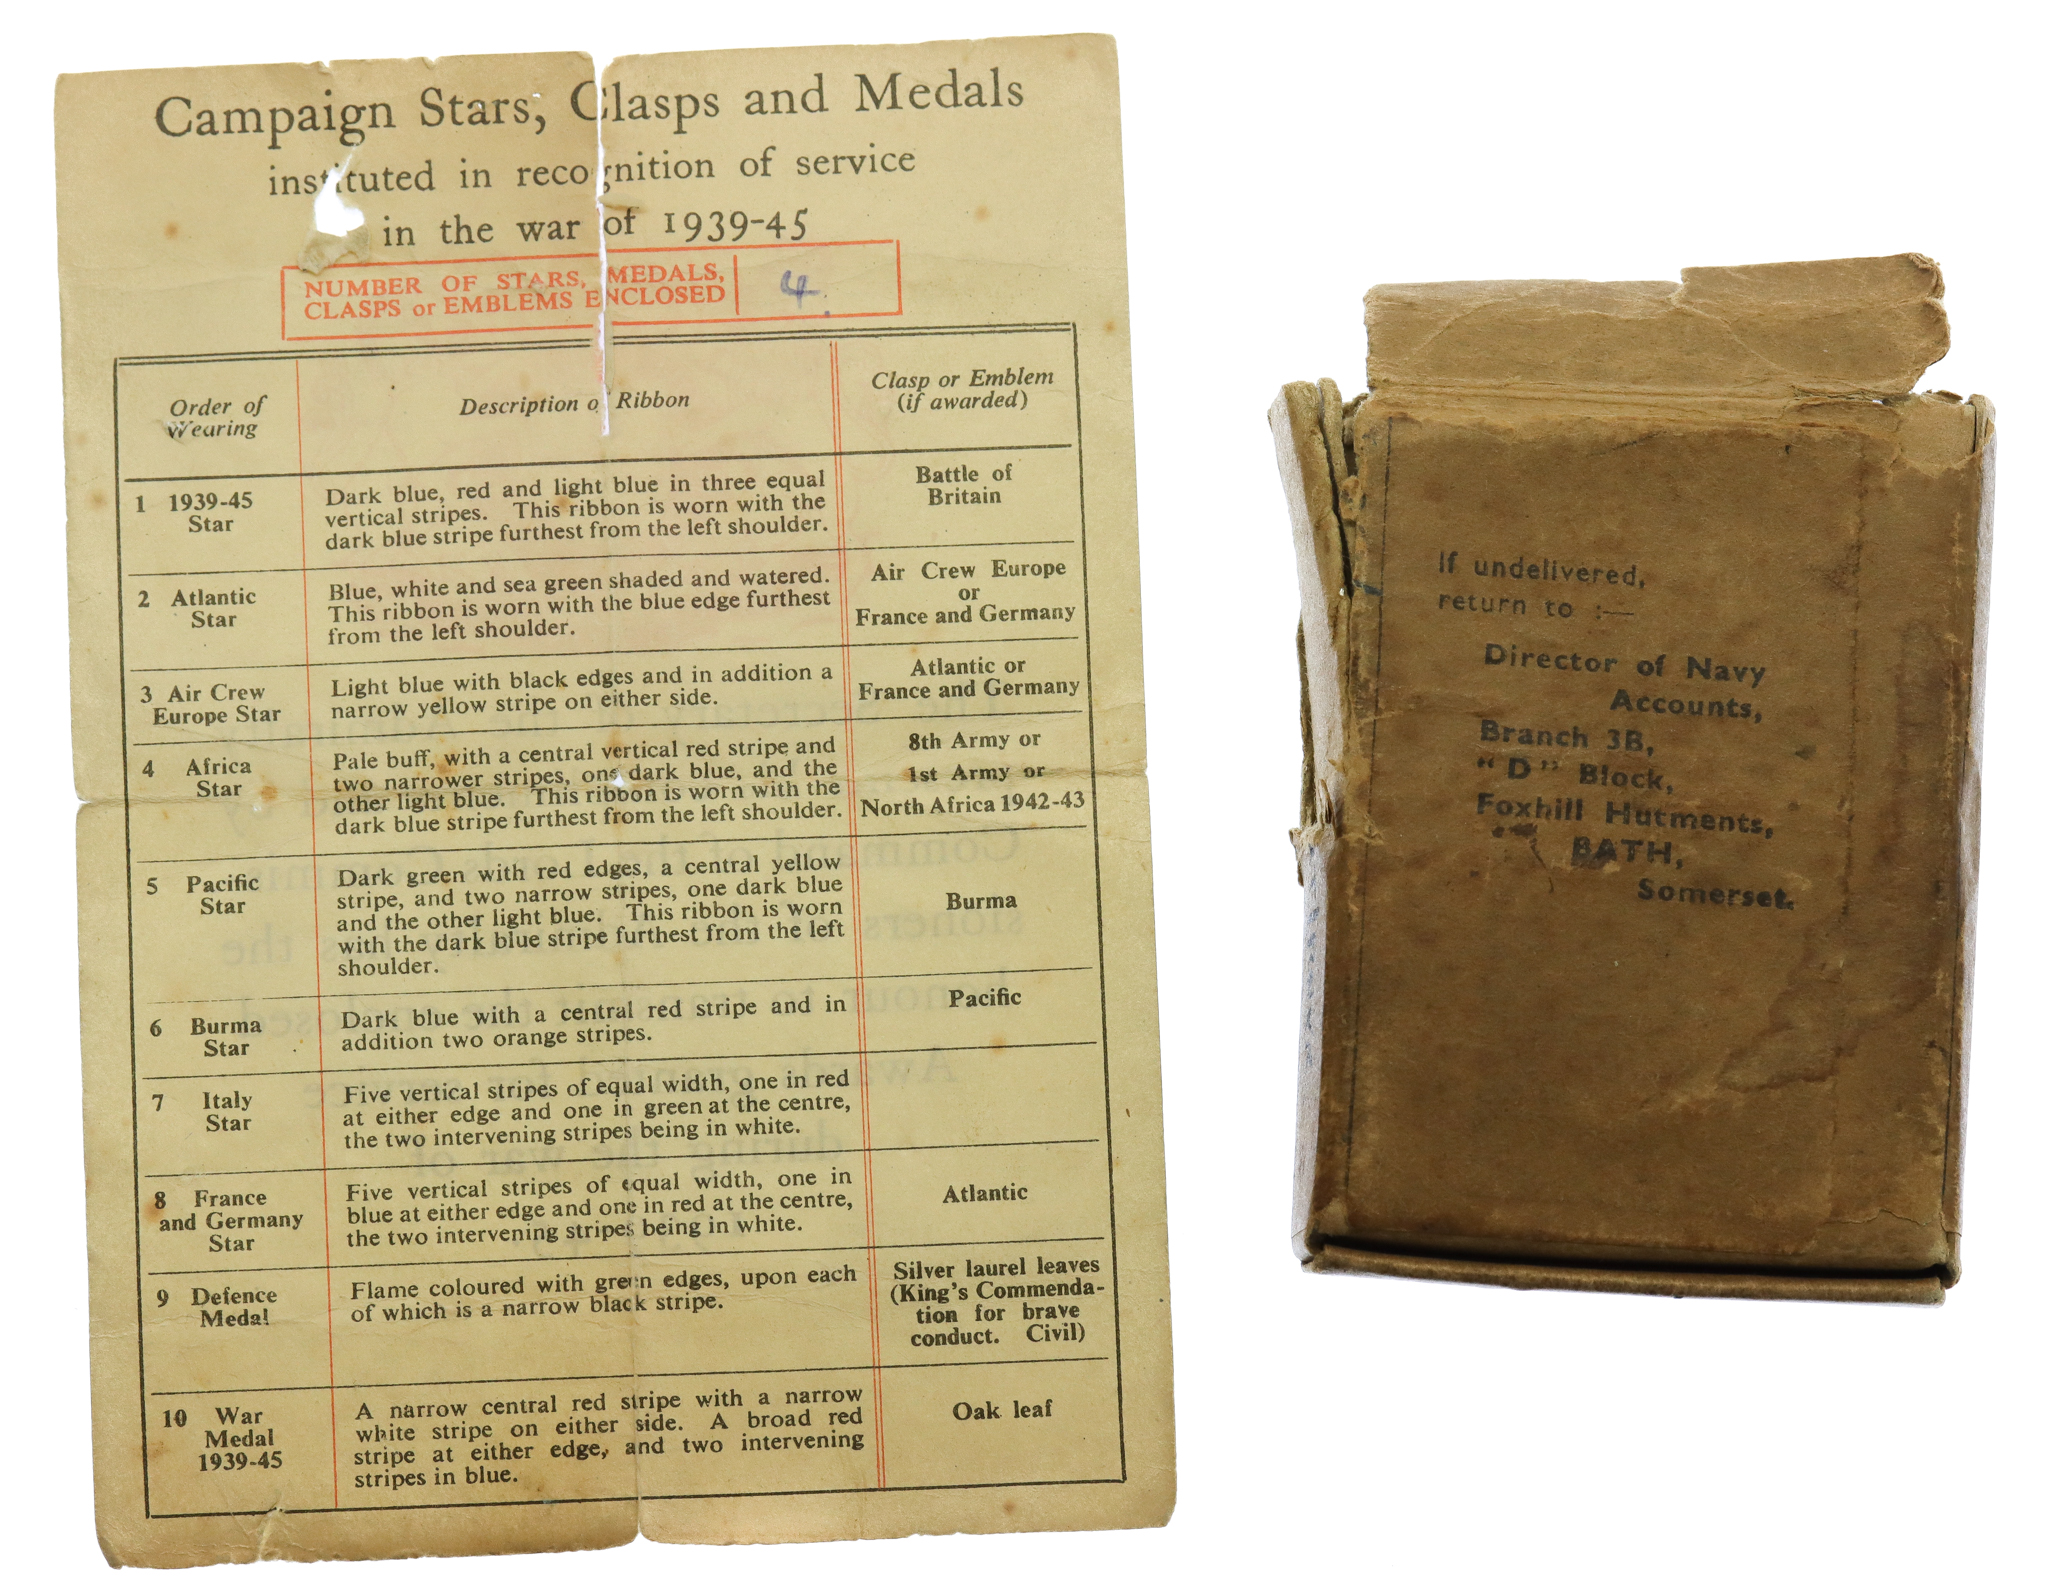 Campaign Stars, Clasps and Medals
instituted in recognition of service
in the war of 1939-45
NUMBER OF STARS, MEDALS,
CLASPS or EMBLEMS ENCLOSED
4
Order of
Wearing
Description of Ribbon
Clasp or Emblem
(if awarded)
1 1939-45
Star
Dark blue, red and light blue in three equal
vertical stripes. This ribbon is worn with the
dark blue stripe furthest from the left shoulder.
Battle of
Britain
2 Atlantic
Star
Blue, white and sea green shaded and watered.
This ribbon is worn with the blue edge furthest
from the left shoulder.
Air Crew Europe
or
France and Germany
3 Air Crew
Europe Star
Light blue with black edges and in addition a
narrow yellow stripe on either side.
Atlantic or
France and Germany
4 Africa
Star
Pale buff, with a central vertical red stripe and
two narrower stripes, one dark blue, and the
other light blue. This ribbon is worn with the
dark blue stripe furthest from the left shoulder.
8th Army or
1st Army or
North Africa 1942-43
5 Pacific
Star
Dark green with red edges, a central yellow
stripe, and two narrow stripes, one dark blue
and the other light blue. This ribbon is worn
with the dark blue stripe furthest from the left
shoulder.
Burma
6 Burma
Star
Dark blue with a central red stripe and in
addition two orange stripes.
Pacific
7 Italy
Star
Five vertical stripes of equal width, one in red
at either edge and one in green at the centre,
the two intervening stripes being in white.
8 France
and Germany
Star
Five vertical stripes of equal width, one in
blue at either edge and one in red at the centre,
the two intervening stripes being in white.
Atlantic
9 Defence
Medal
Flame coloured with green edges, upon each
of which is a narrow black stripe.
Silver laurel leaves
(King's Commenda-
tion for brave
conduct. Civil)
10 War
Medal
1939-45
A narrow central red stripe with a narrow
white stripe on either side. A broad red
stripe at either edge, and two intervening
stripes in blue.
Oak leaf
If undelivered,
return to :—
Director of Navy
Accounts,
Branch 3B,
"D" Block,
Foxhill Hutments,
BATH,
Somerset.